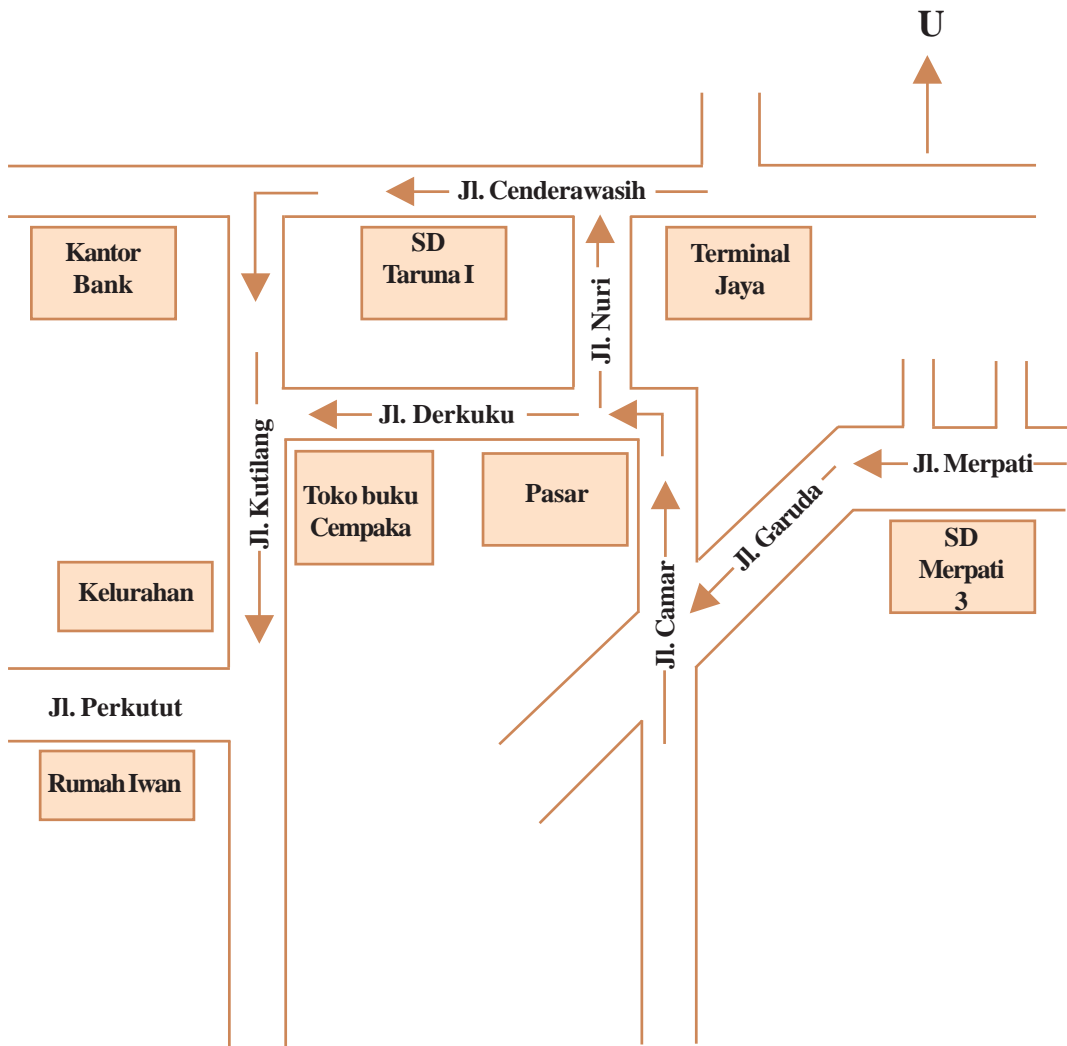 U
Jl. Cenderawasih
Kantor
Bank
SD
Taruna I
Terminal
Jaya
Jl. Nuri
Jl. Derkuku
Jl. Kutilang
Jl. Merpati
Toko buku
Cempaka
Pasar
Jl. Garuda
SD
Merpati
3
Kelurahan
Jl. Camar
Jl. Perkutut
Rumah Iwan